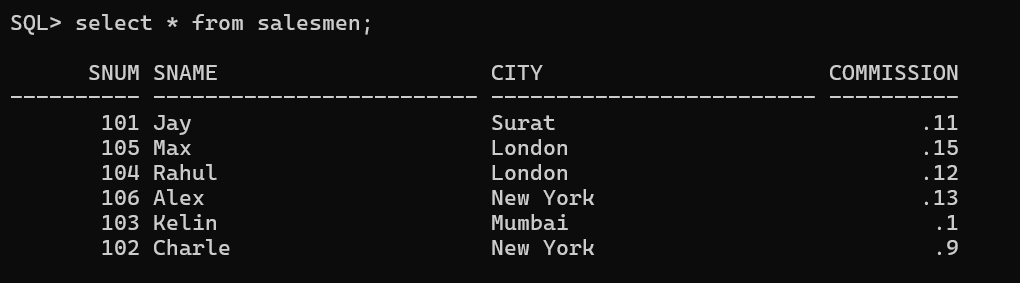 SQL> select * from salesmen;
      SNUM SNAME                     CITY                      COMMISSION
---------- ------------------------- ------------------------- ----------
       101 Jay                       Surat                            .11
       105 Max                       London                           .15
       104 Rahul                     London                           .12
       106 Alex                      New York                         .13
       103 Kelin                     Mumbai                            .1
       102 Charle                    New York                          .9